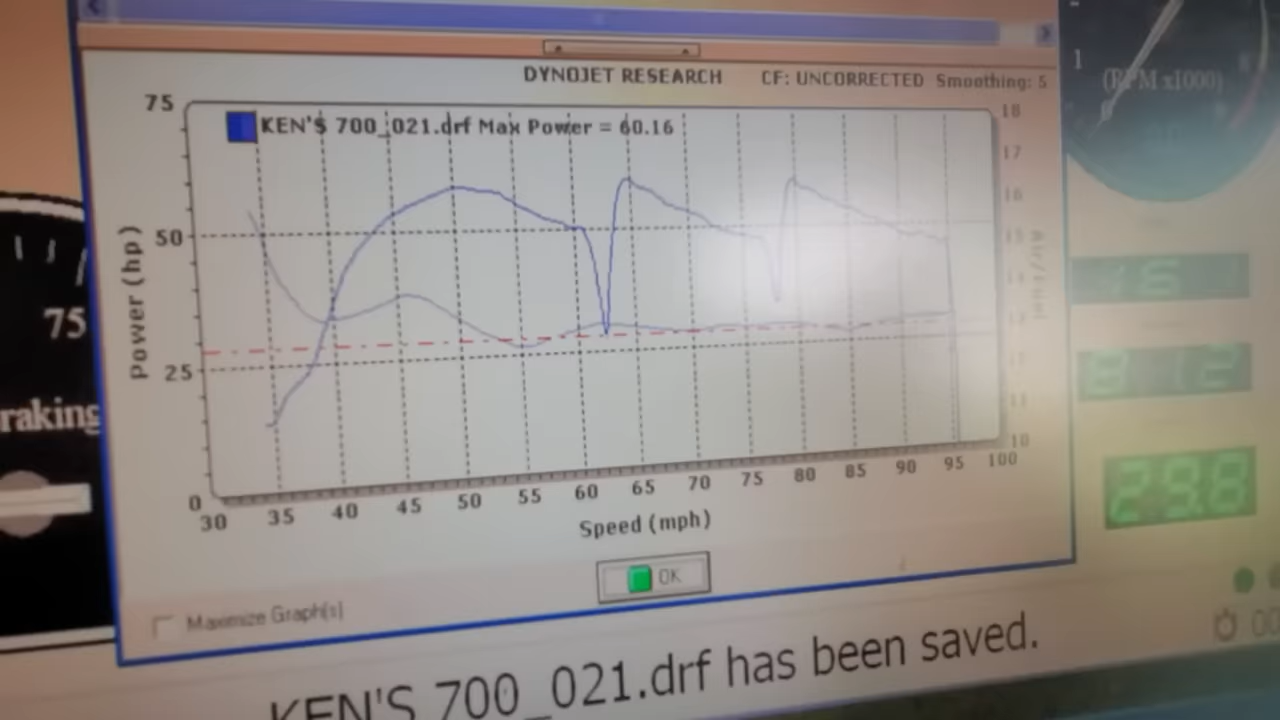 DYNOJET RESEARCH CF: UNCORRECTED Smoothing: 5
KEN'S 700_021.drf Max Power = 60.16
75
50
25
0
Power (hp)
18
17
16
15
14
13
12
11
10
Air/Fuel
30 35 40 45 50 55 60 65 70 75 80 85 90 95 100
Speed (mph)
OK
Maximize Graph(s)
KEN'S 700_021.drf has been saved.
75
raking
1
(RPM x1000)